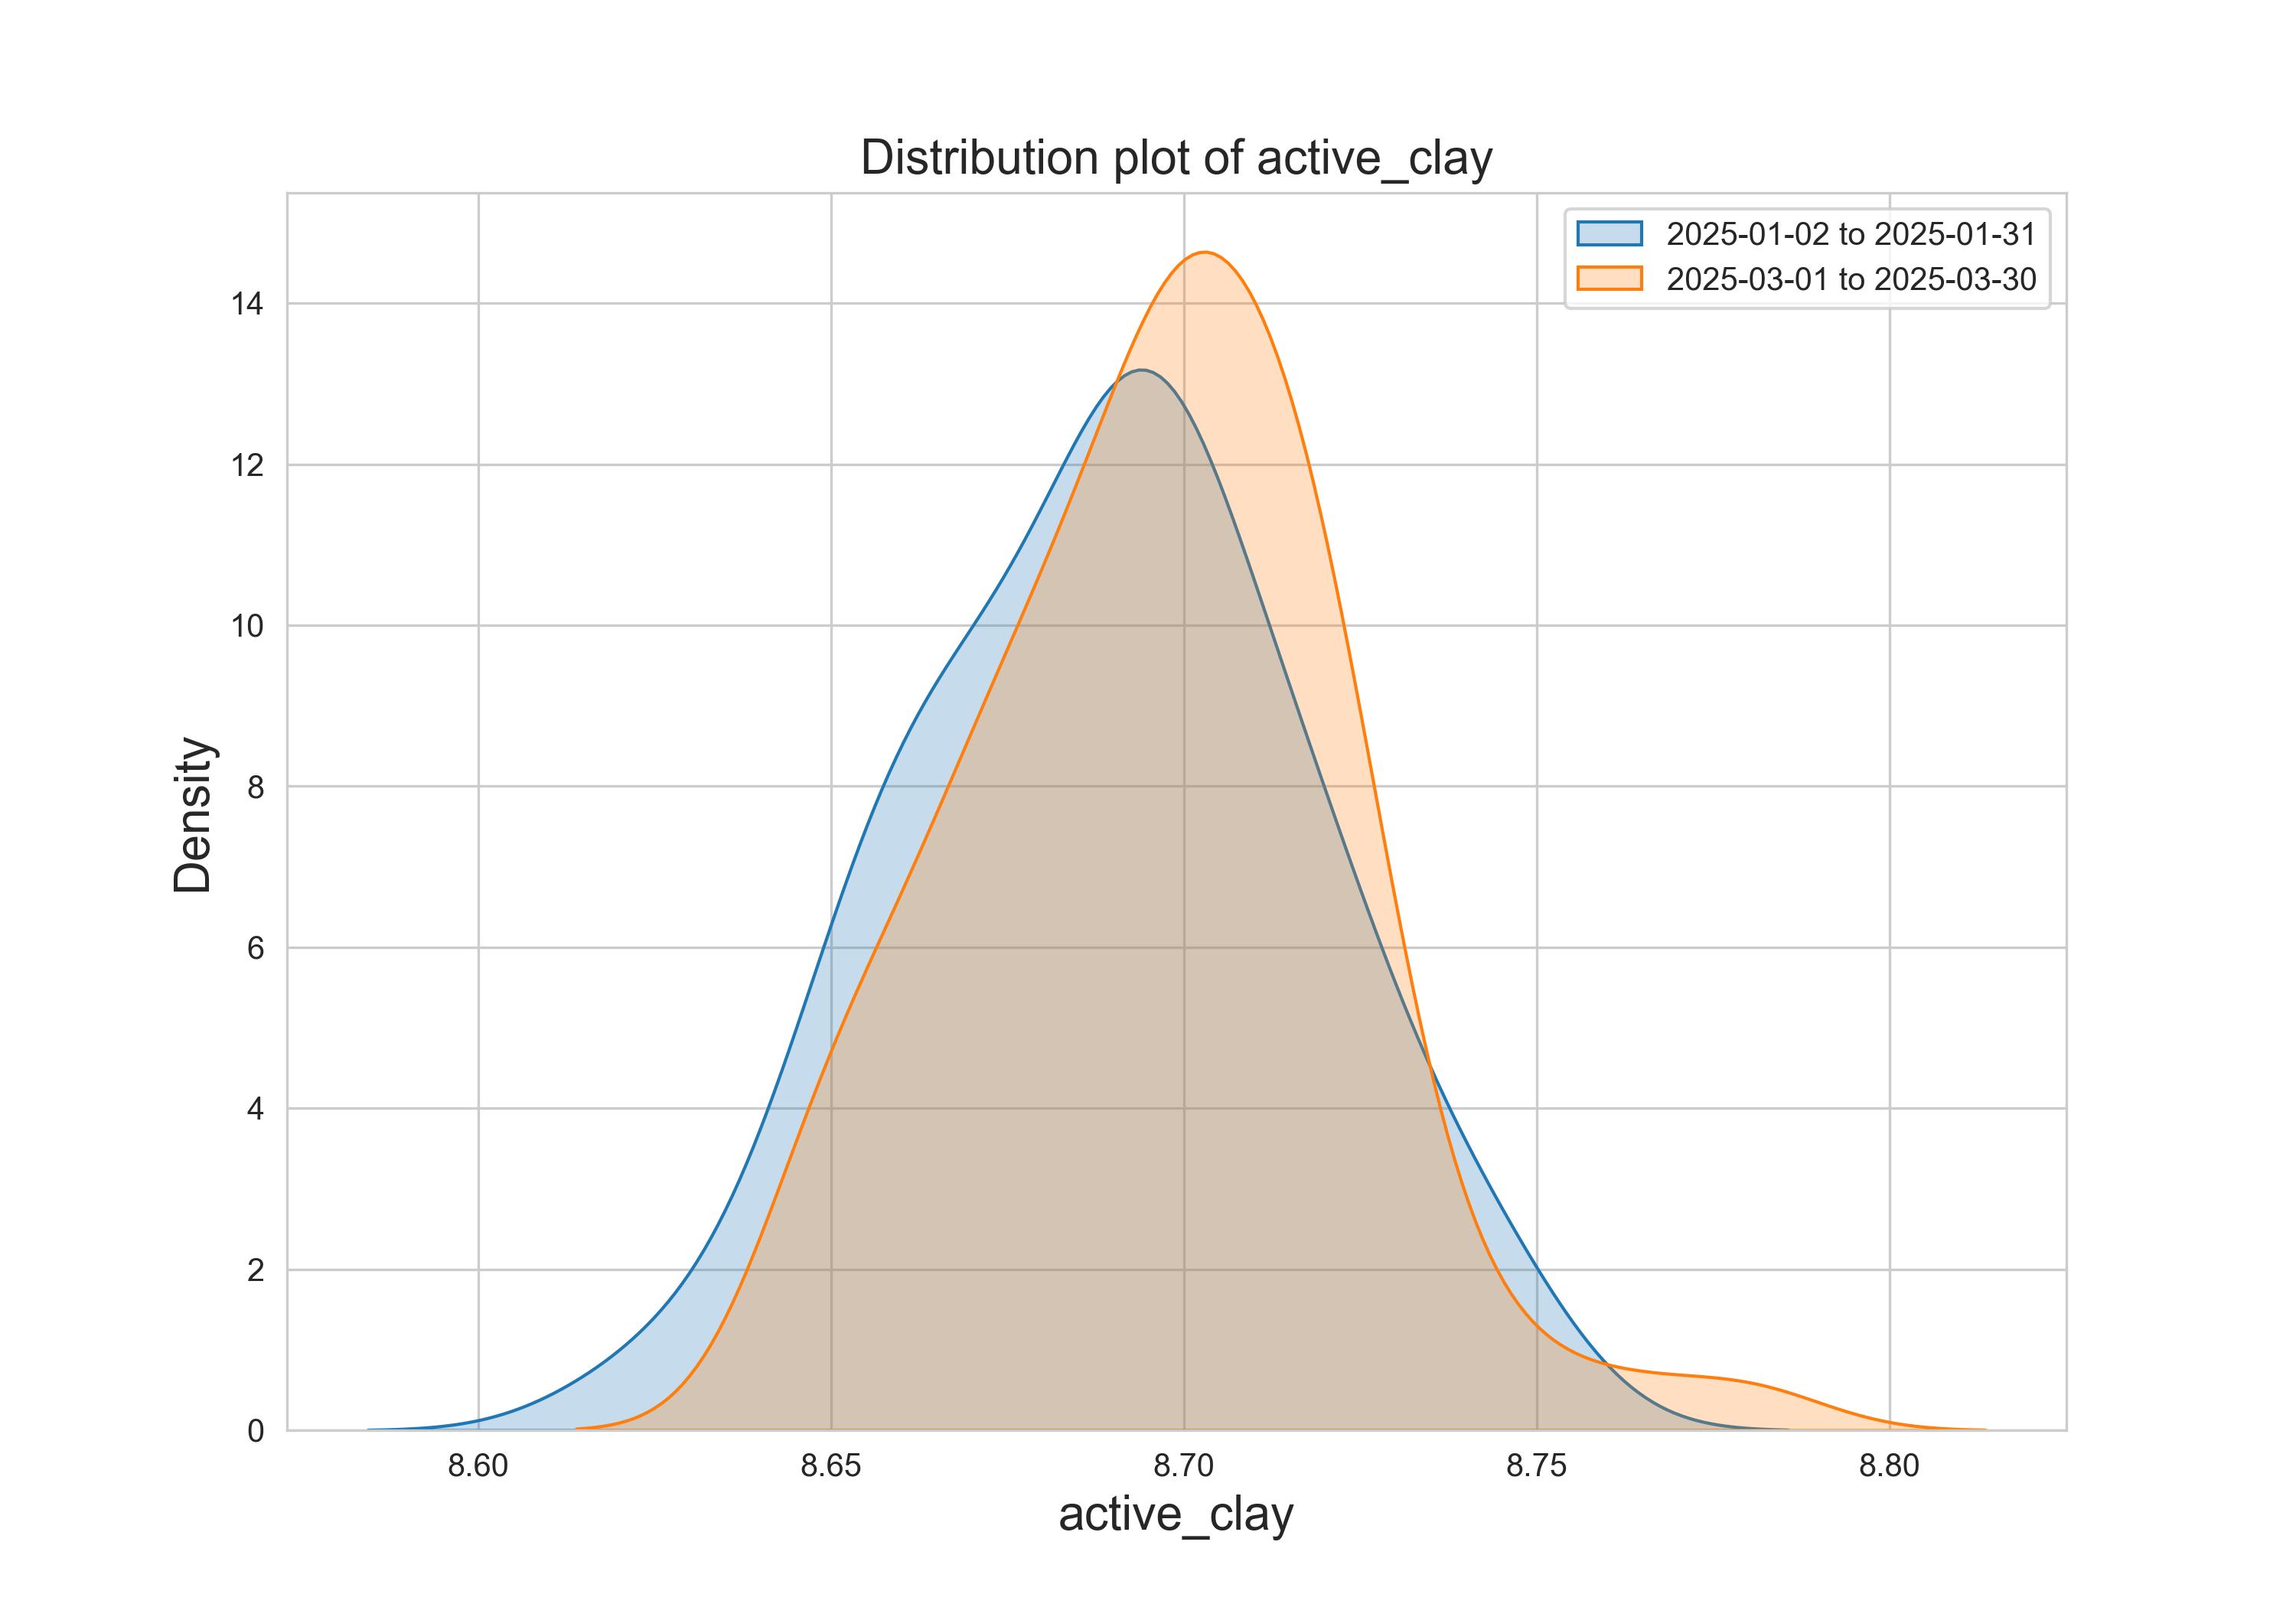 Distribution plot of active_clay
2025-01-02 to 2025-01-31
2025-03-01 to 2025-03-30
Density
14
12
10
8
6
4
2
0
8.60 8.65 8.70 8.75 8.80
active_clay